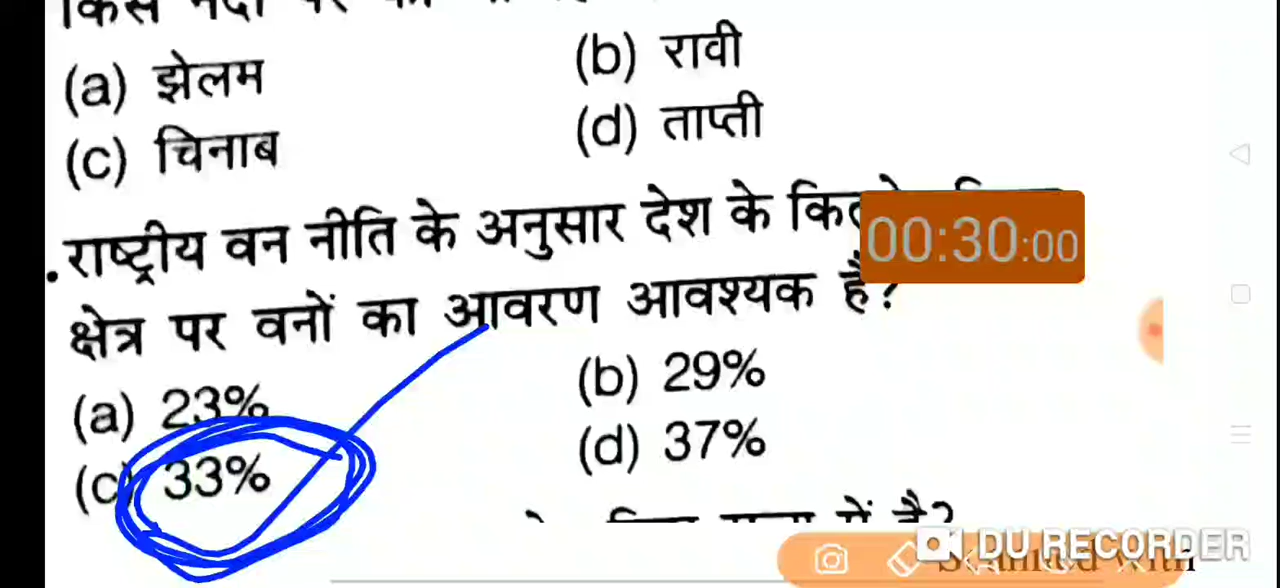 (a) झेलम
(b) रावी
(c) चिनाब
(d) ताप्ती
राष्ट्रीय वन नीति के अनुसार देश के
00:30:00
क्षेत्र पर वनों का आवरण आवश्यक है?
(a) 23%
(b) 29%
(c) 33%
(d) 37%
में है?
DU RECORDER